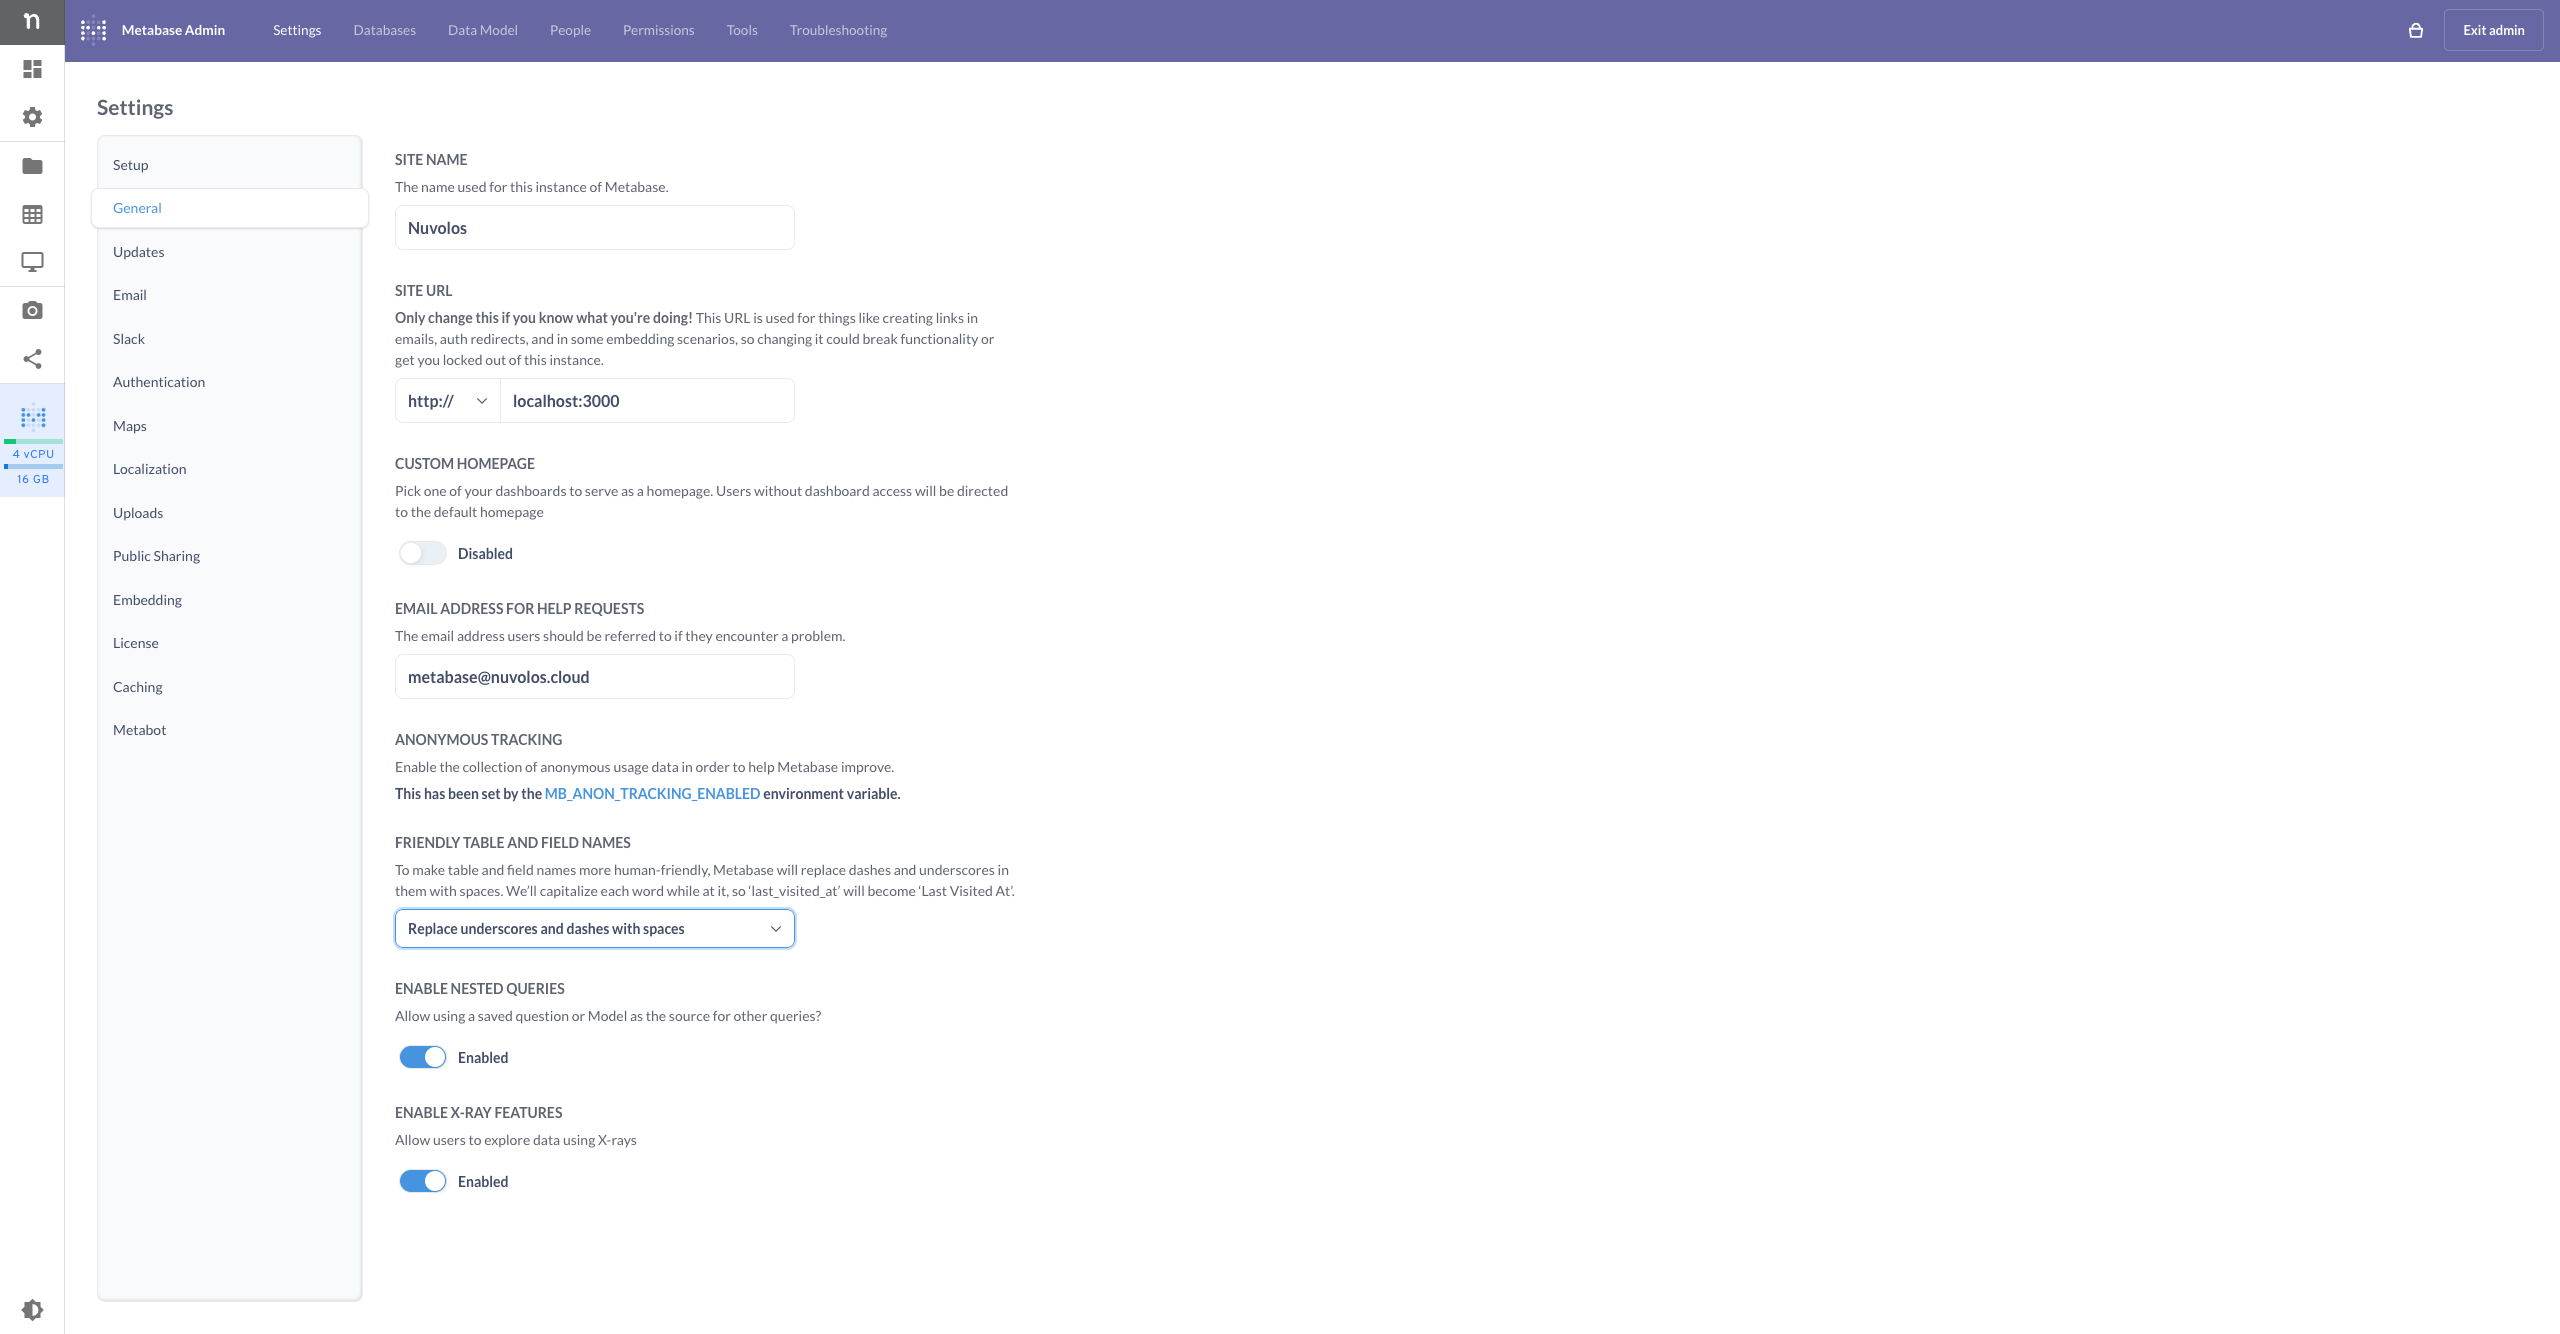 n
Metabase Admin Settings Databases Data Model People Permissions Tools Troubleshooting Exit admin
4 vCPU
16 GB
Settings
Setup
General
Updates
Email
Slack
Authentication
Maps
Localization
Uploads
Public Sharing
Embedding
License
Caching
Metabot
SITE NAME
The name used for this instance of Metabase.
Nuvolos
SITE URL
Only change this if you know what you're doing! This URL is used for things like creating links in
emails, auth redirects, and in some embedding scenarios, so changing it could break functionality or
get you locked out of this instance.
http:// localhost:3000
CUSTOM HOMEPAGE
Pick one of your dashboards to serve as a homepage. Users without dashboard access will be directed
to the default homepage
Disabled
EMAIL ADDRESS FOR HELP REQUESTS
The email address users should be referred to if they encounter a problem.
metabase@nuvolos.cloud
ANONYMOUS TRACKING
Enable the collection of anonymous usage data in order to help Metabase improve.
This has been set by the MB_ANON_TRACKING_ENABLED environment variable.
FRIENDLY TABLE AND FIELD NAMES
To make table and field names more human-friendly, Metabase will replace dashes and underscores in
them with spaces. We’ll capitalize each word while at it, so ‘last_visited_at’ will become ‘Last Visited At’.
Replace underscores and dashes with spaces
ENABLE NESTED QUERIES
Allow using a saved question or Model as the source for other queries?
Enabled
ENABLE X-RAY FEATURES
Allow users to explore data using X-rays
Enabled